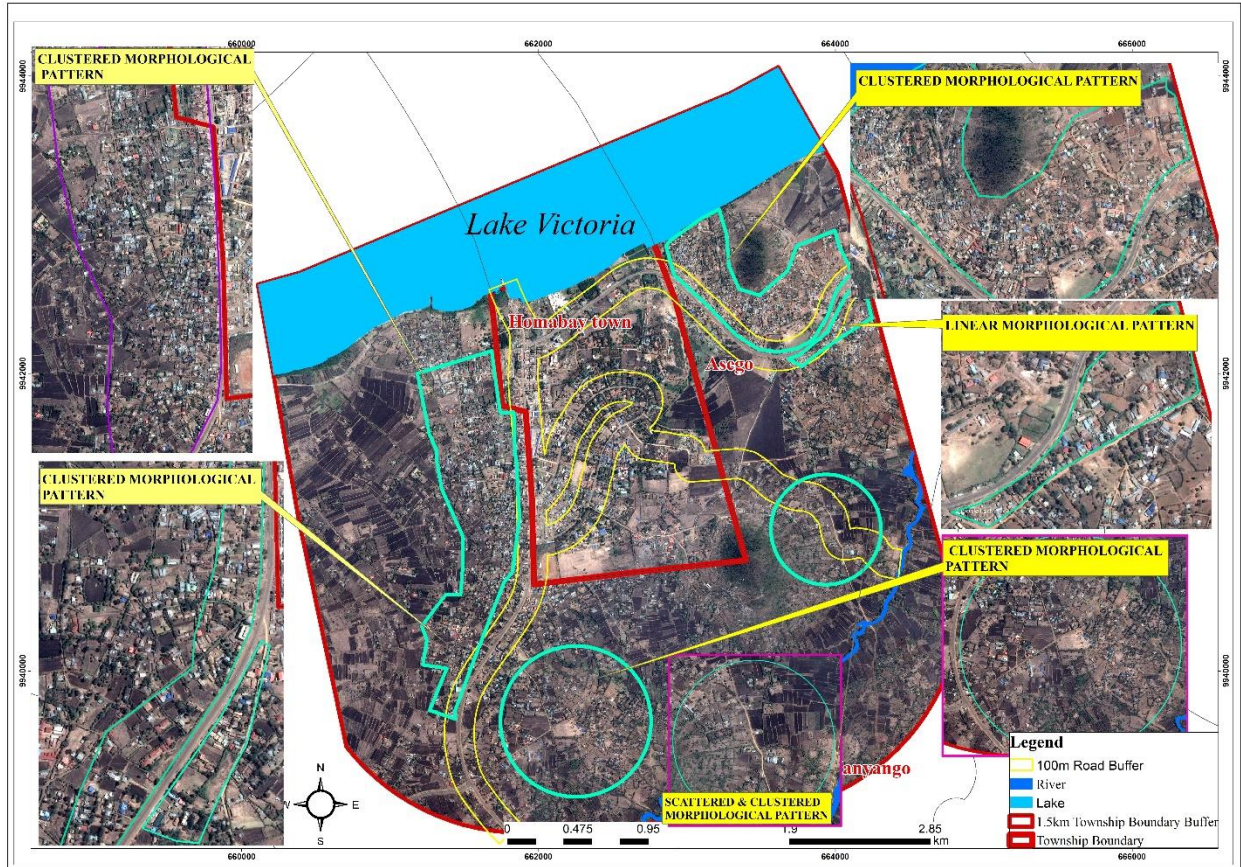 660000
662000
664000
666000
9944000
9944000
CLUSTERED MORPHOLOGICAL
PATTERN
CLUSTERED MORPHOLOGICAL PATTERN
Lake Victoria
Homabay town
LINEAR MORPHOLOGICAL PATTERN
Asego
9942000
9942000
CLUSTERED MORPHOLOGICAL
PATTERN
CLUSTERED MORPHOLOGICAL
PATTERN
9940000
9940000
anyango
SCATTERED & CLUSTERED
MORPHOLOGICAL PATTERN
N
W
E
S
0 0.475 0.95 1.9 2.85
km
Legend
100m Road Buffer
River
Lake
1.5km Township Boundary Buffer
Township Boundary
660000
662000
664000
666000